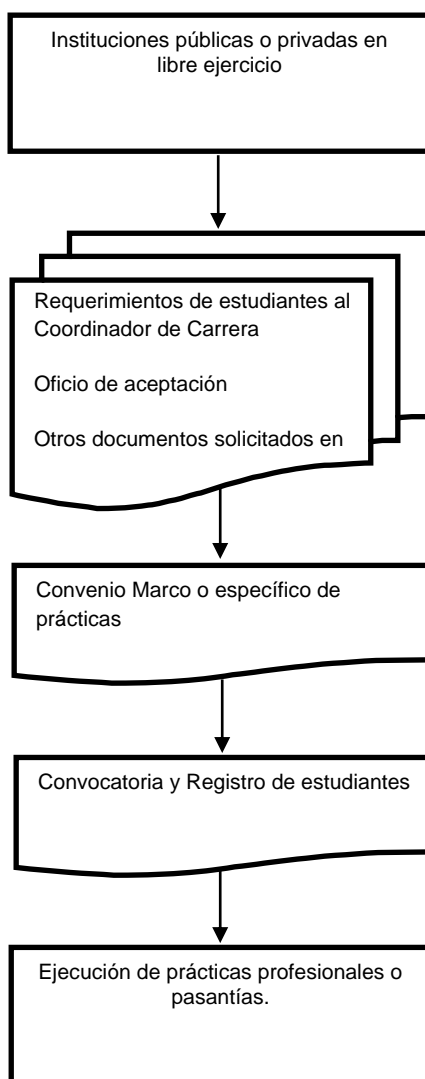 Instituciones públicas o privadas en
libre ejercicio
Requerimientos de estudiantes al
Coordinador de Carrera
Oficio de aceptación
Otros documentos solicitados en
Convenio Marco o específico de
prácticas
Convocatoria y Registro de estudiantes
Ejecución de prácticas profesionales o
pasantías.